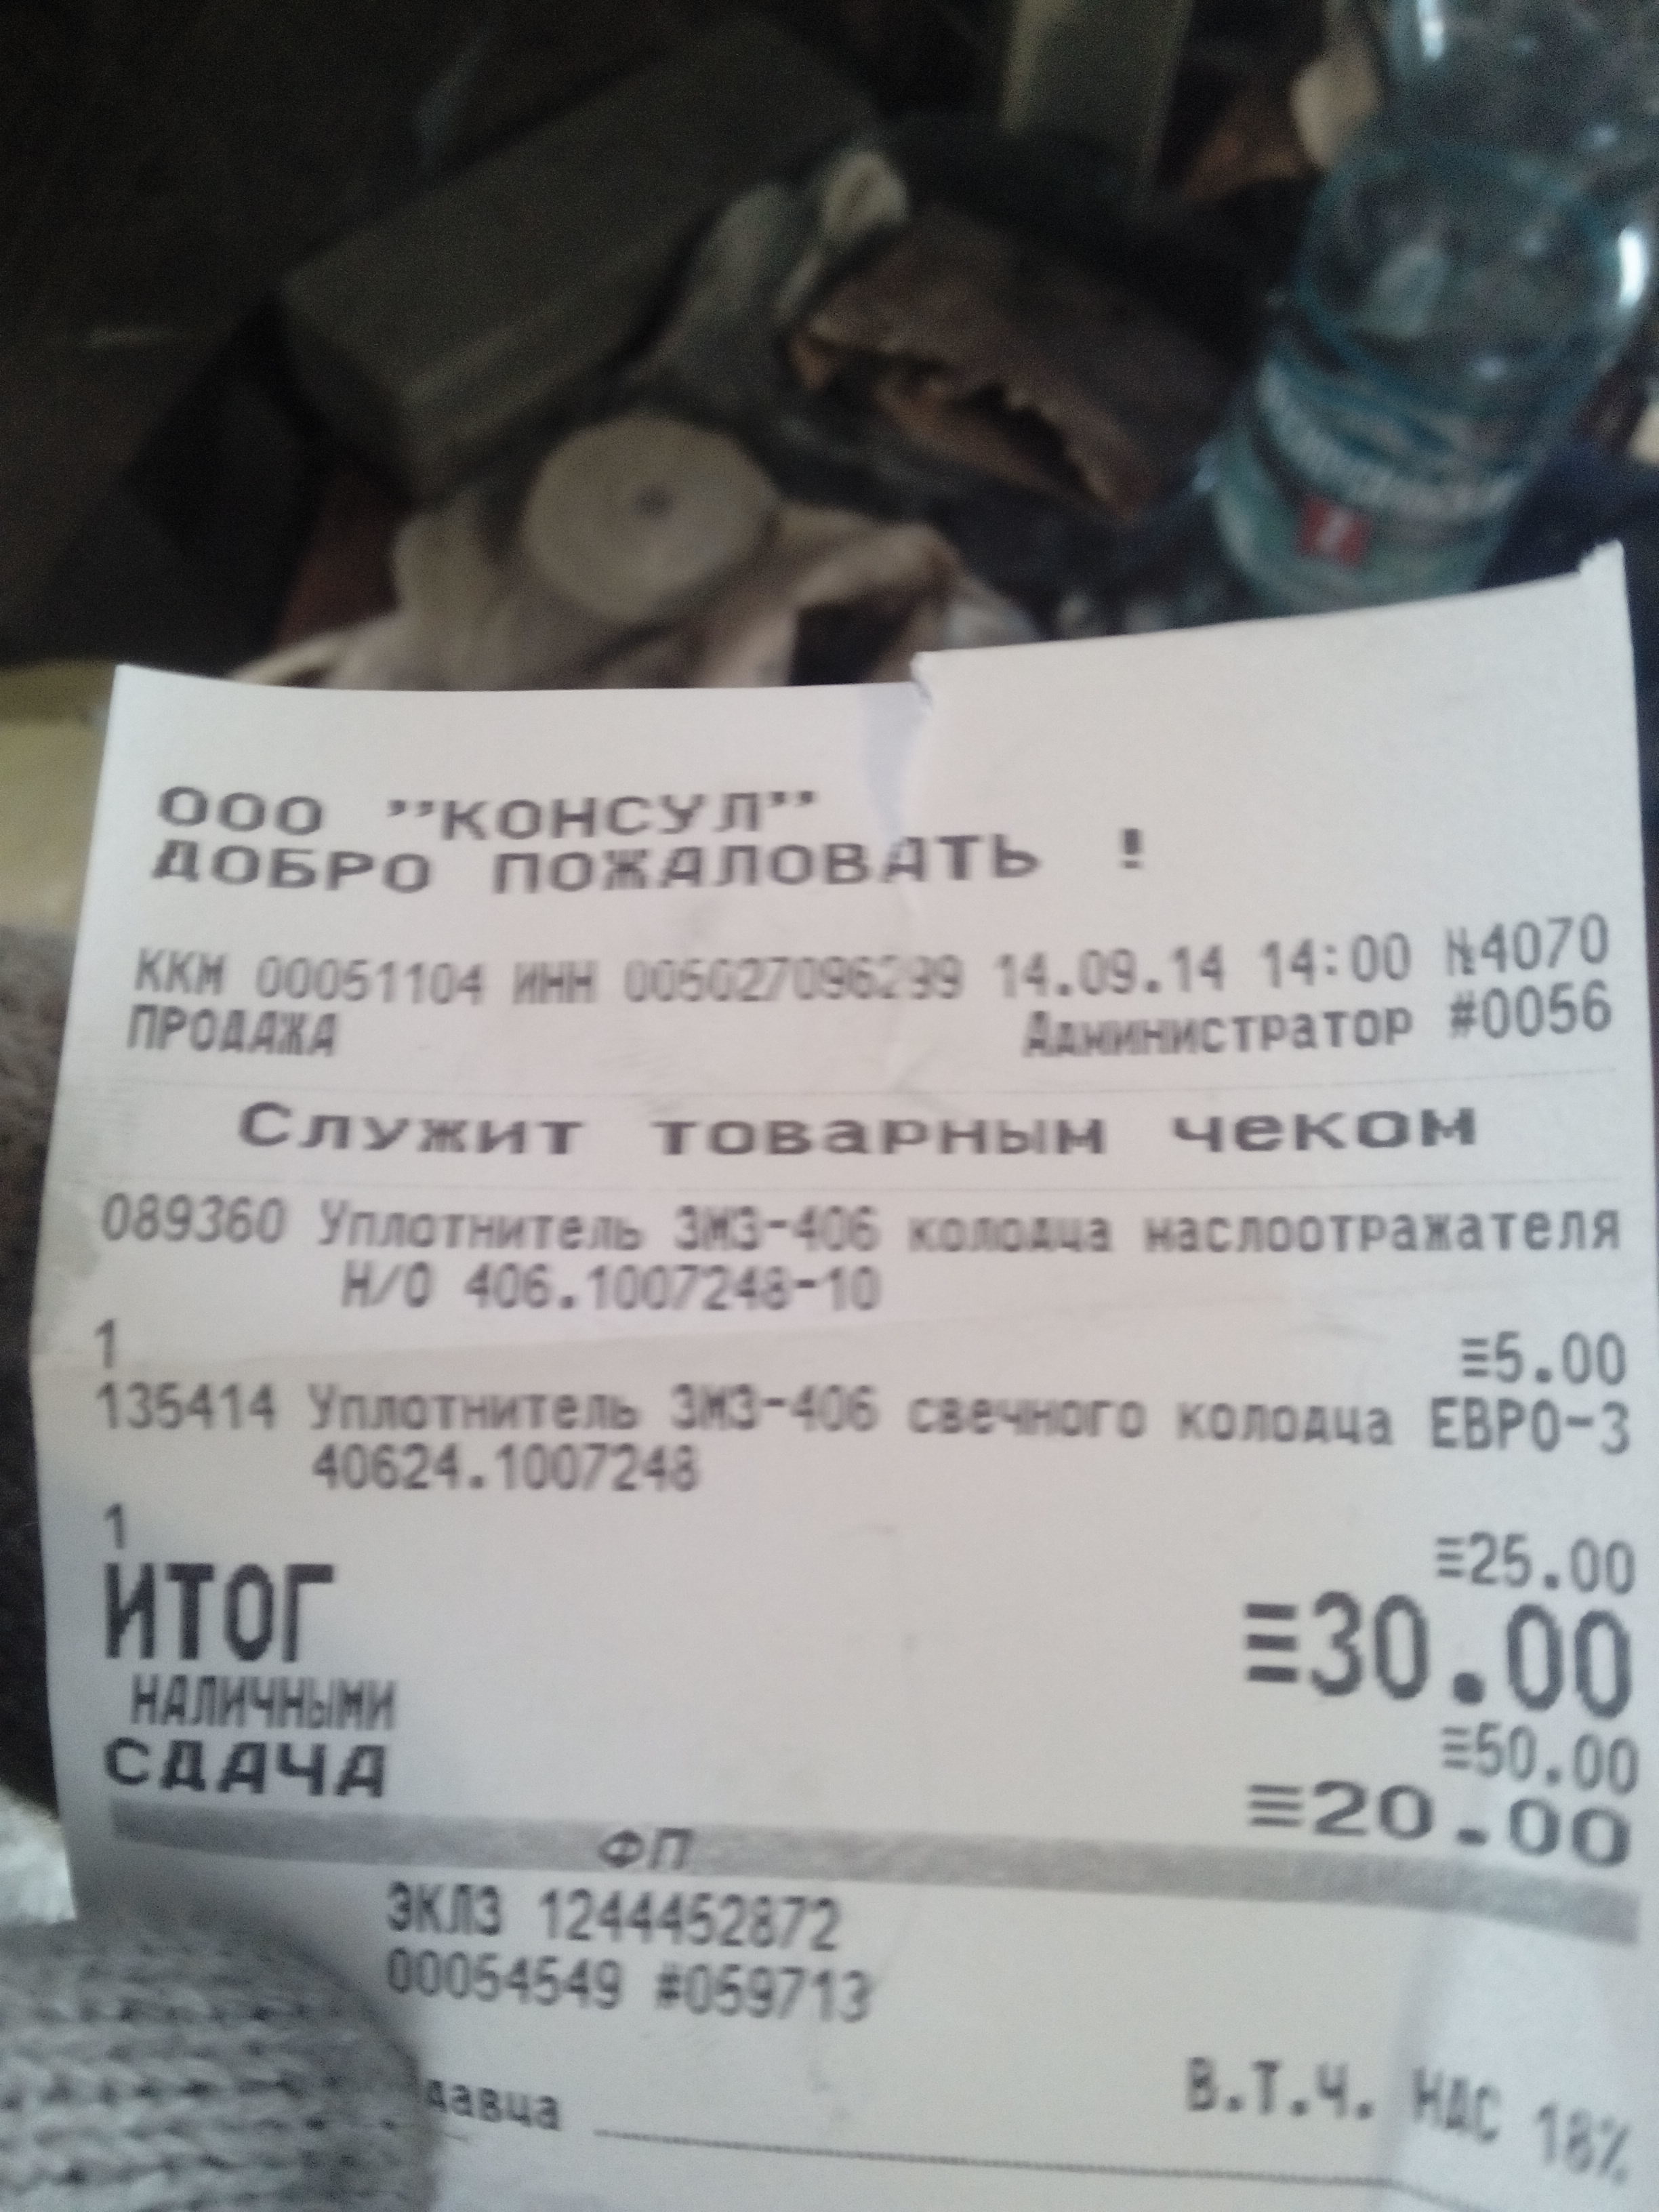 ООО "КОНСУЛ"
ДОБРО ПОЖАЛОВАТЬ !
ККМ 00051104 ИНН 005027096299 14.09.14 14:00 №4070
ПРОДАЖА Администратор #0056
Служит товарным чеком
089360 Уплотнитель ЗМЗ-406 колодца маслоотражателя
Н/О 406.1007248-10
1 ≡5.00
135414 Уплотнитель ЗМЗ-406 свечного колодца ЕВРО-3
40624.1007248
1 ≡25.00
ИТОГ ≡30.00
НАЛИЧНЫМИ ≡50.00
СДАЧА ≡20.00
ФП
ЭКЛЗ 1244452872
00054549 #059713
В.Т.Ч. НДС 18%
давца